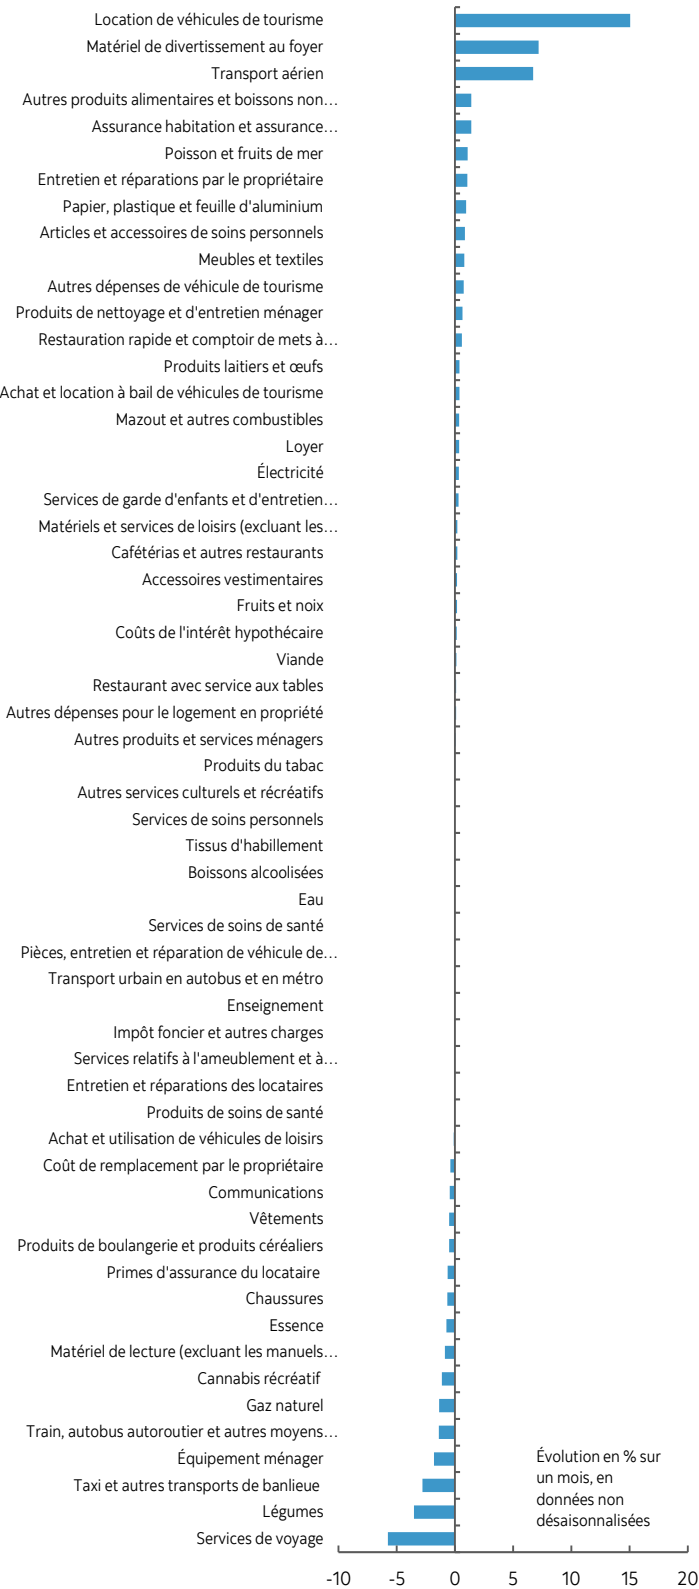 Location de véhicules de tourisme
Matériel de divertissement au foyer
Transport aérien
Autres produits alimentaires et boissons non…
Assurance habitation et assurance…
Poisson et fruits de mer
Entretien et réparations par le propriétaire
Papier, plastique et feuille d'aluminium
Articles et accessoires de soins personnels
Meubles et textiles
Autres dépenses de véhicule de tourisme
Produits de nettoyage et d'entretien ménager
Restauration rapide et comptoir de mets à…
Produits laitiers et œufs
Achat et location à bail de véhicules de tourisme
Mazout et autres combustibles
Loyer
Électricité
Services de garde d'enfants et d'entretien…
Matériels et services de loisirs (excluant les…
Cafétérias et autres restaurants
Accessoires vestimentaires
Fruits et noix
Coûts de l'intérêt hypothécaire
Viande
Restaurant avec service aux tables
Autres dépenses pour le logement en propriété
Autres produits et services ménagers
Produits du tabac
Autres services culturels et récréatifs
Services de soins personnels
Tissus d'habillement
Boissons alcoolisées
Eau
Services de soins de santé
Pièces, entretien et réparation de véhicule de…
Transport urbain en autobus et en métro
Enseignement
Impôt foncier et autres charges
Services relatifs à l'ameublement et à…
Entretien et réparations des locataires
Produits de soins de santé
Achat et utilisation de véhicules de loisirs
Coût de remplacement par le propriétaire
Communications
Vêtements
Produits de boulangerie et produits céréaliers
Primes d'assurance du locataire
Chaussures
Essence
Matériel de lecture (excluant les manuels…
Cannabis récréatif
Gaz naturel
Train, autobus autoroutier et autres moyens…
Équipement ménager
Taxi et autres transports de banlieue
Légumes
Services de voyage
Évolution en % sur
un mois, en
données non
désaisonnalisées
-10 -5 0 5 10 15 20